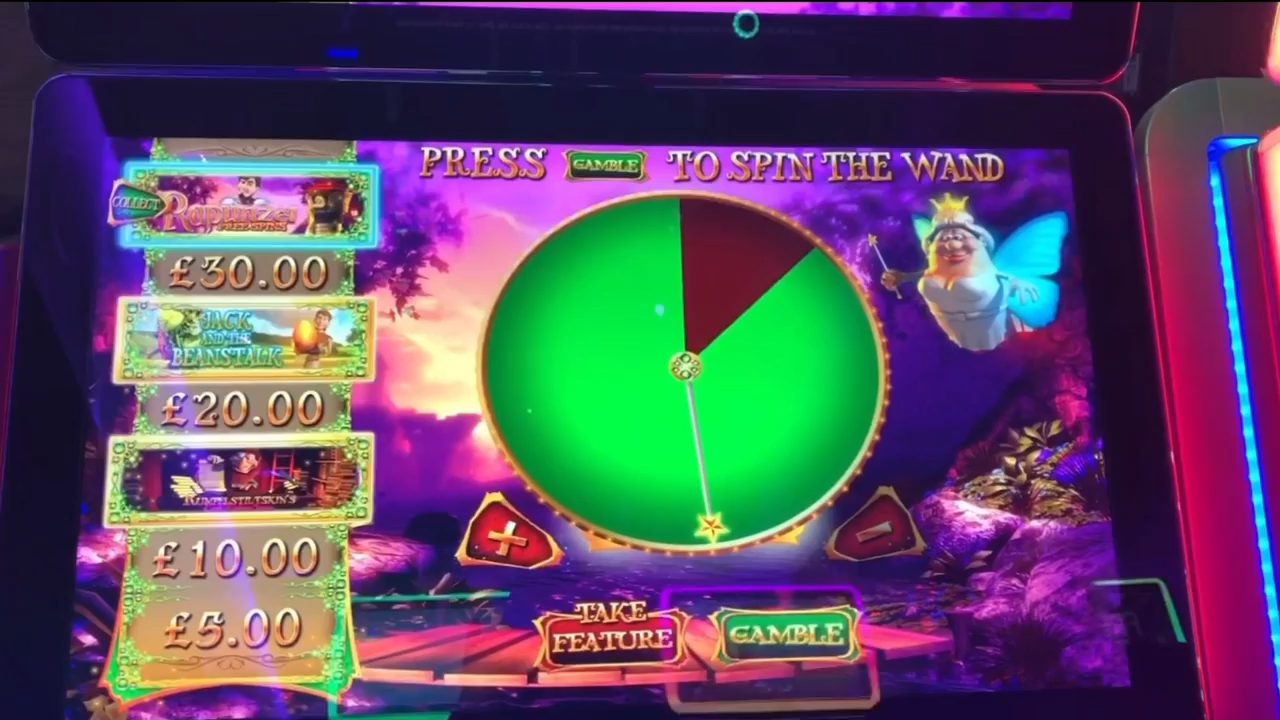 PRESS GAMBLE TO SPIN THE WAND
COLLECT
Rapunzel
FREE SPINS
£30.00
JACK
AND THE
BEANSTALK
£20.00
£10.00
£5.00
TAKE
FEATURE
GAMBLE